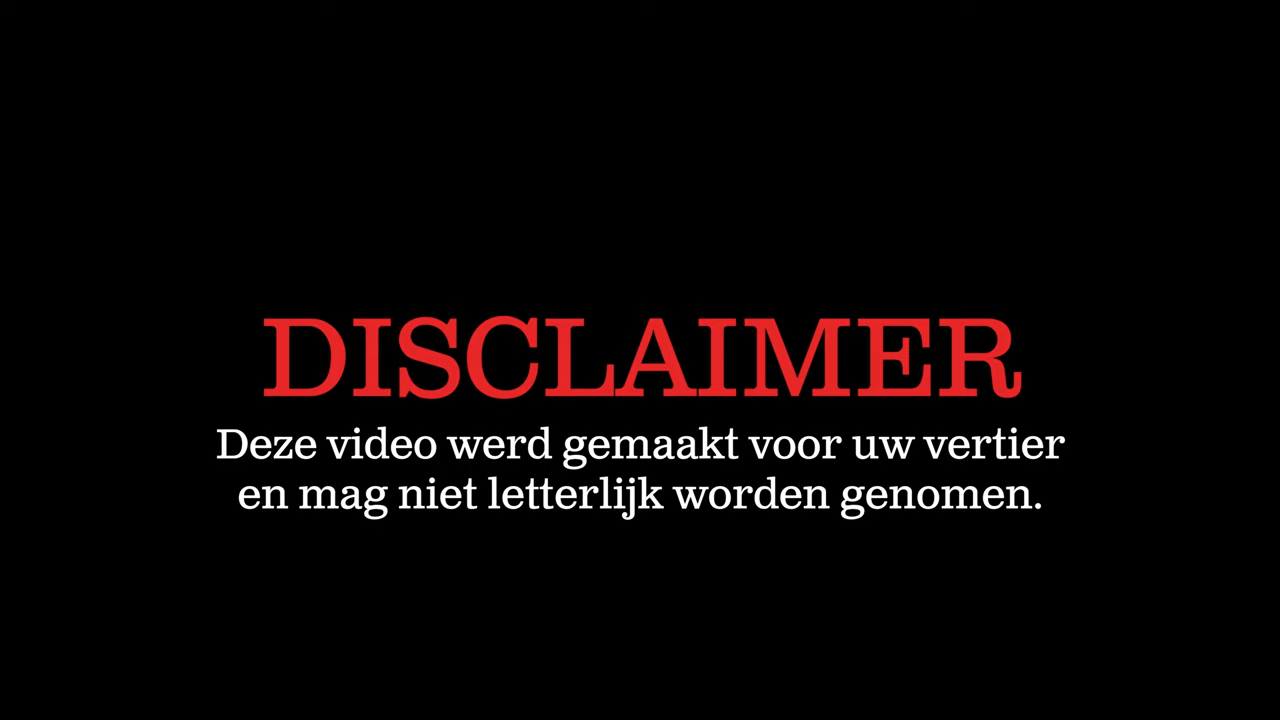 DISCLAIMER
Deze video werd gemaakt voor uw vertier
en mag niet letterlijk worden genomen.